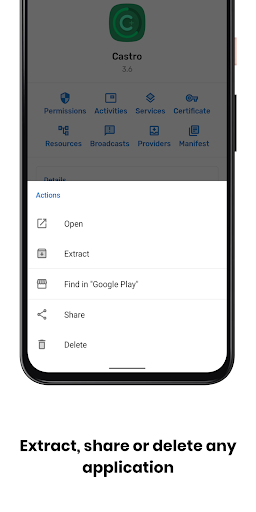 Castro
3.6
Permissions Activities Services Certificate
Resources Broadcasts Providers Manifest
Details
Actions
Open
Extract
Find in "Google Play"
Share
Delete
Extract, share or delete any
application